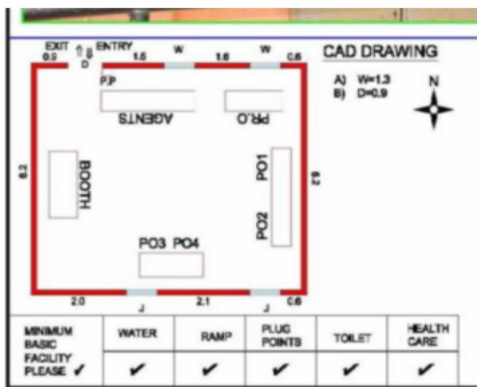 EXIT ENTRY
0.5 D 1.5 W 1.6 W 0.6
CAD DRAWING
A) W=1.3
B) D=0.9
N
P.P
AGENTS
PR.O
BOOTH
6.2
6.2
PO1
PO2
PO3 PO4
2.0 J 2.1 J 0.6
MINIMUM BASIC FACILITY PLEASE ✓
WATER
RAMP
PLUG POINTS
TOILET
HEALTH CARE
✓ ✓ ✓ ✓ ✓